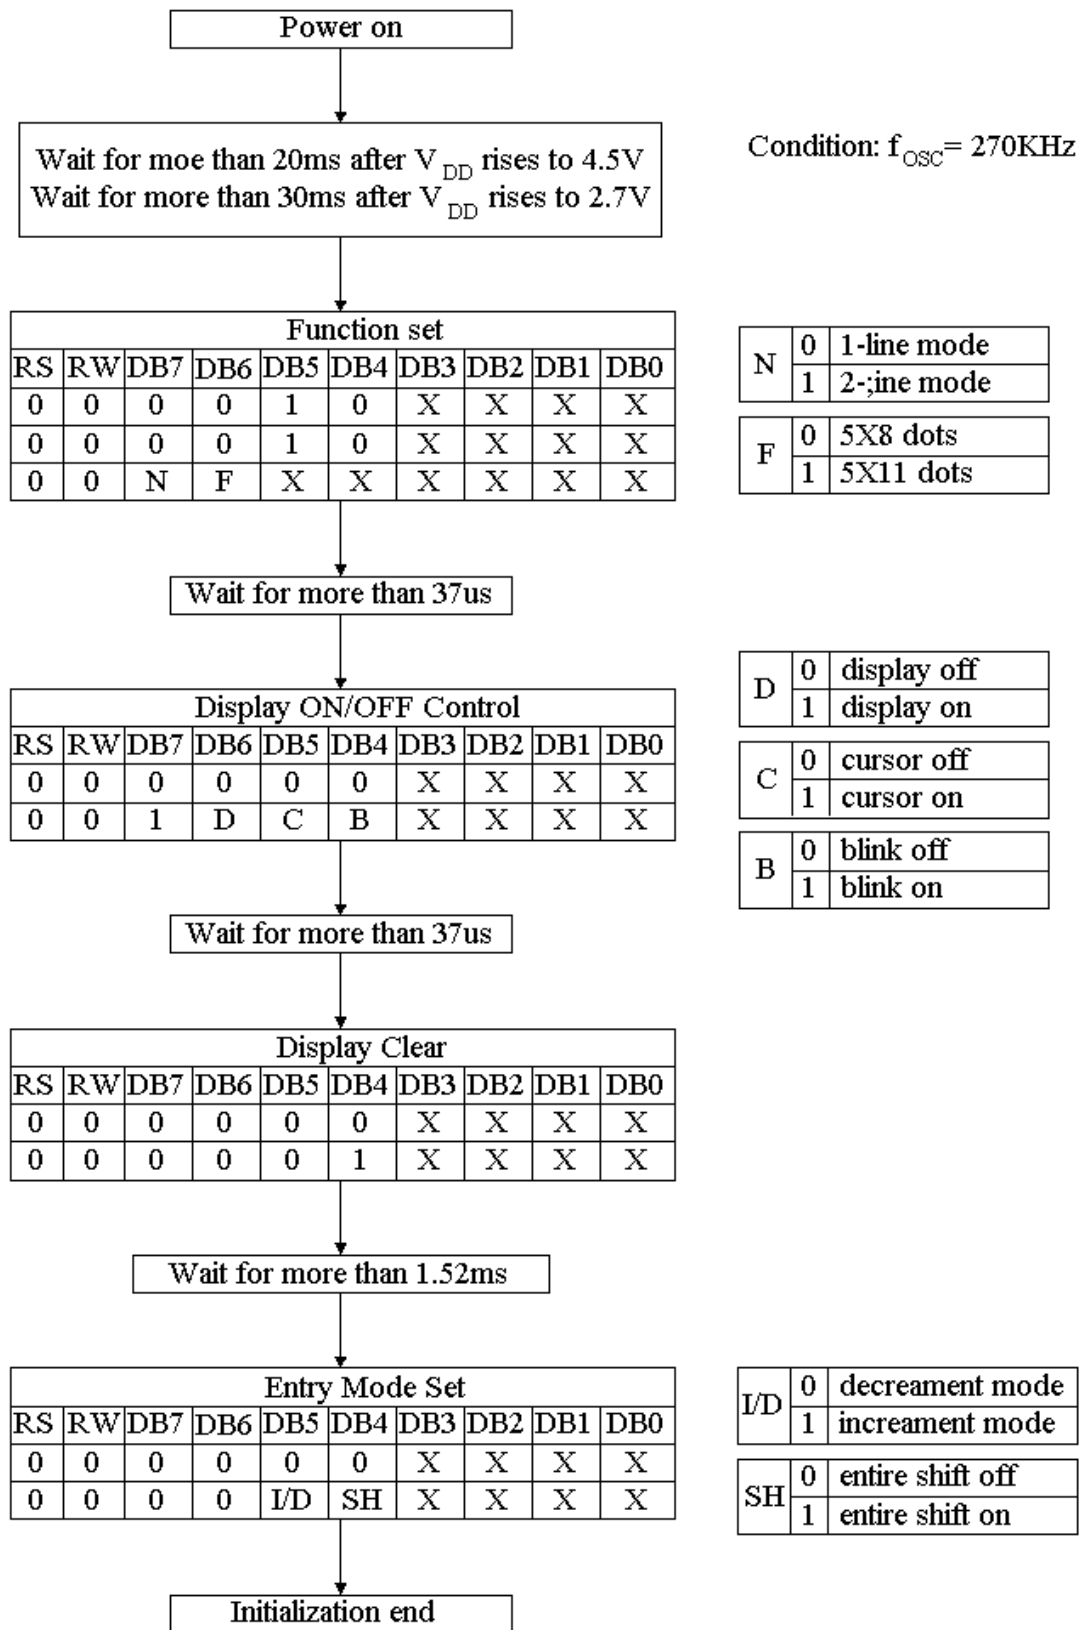 Power on
Wait for moe than 20ms after VDD rises to 4.5V
Wait for more than 30ms after VDD rises to 2.7V
Condition: fOSC= 270KHz
Function set
RS RW DB7 DB6 DB5 DB4 DB3 DB2 DB1 DB0
0 0 0 0 1 0 X X X X
0 0 0 0 1 0 X X X X
0 0 N F X X X X X X
N
0 1-line mode
1 2-;ine mode
F
0 5X8 dots
1 5X11 dots
Wait for more than 37us
Display ON/OFF Control
RS RW DB7 DB6 DB5 DB4 DB3 DB2 DB1 DB0
0 0 0 0 0 0 X X X X
0 0 1 D C B X X X X
D
0 display off
1 display on
C
0 cursor off
1 cursor on
B
0 blink off
1 blink on
Wait for more than 37us
Display Clear
RS RW DB7 DB6 DB5 DB4 DB3 DB2 DB1 DB0
0 0 0 0 0 0 X X X X
0 0 0 0 0 1 X X X X
Wait for more than 1.52ms
Entry Mode Set
RS RW DB7 DB6 DB5 DB4 DB3 DB2 DB1 DB0
0 0 0 0 0 0 X X X X
0 0 0 0 I/D SH X X X X
I/D
0 decreament mode
1 increament mode
SH
0 entire shift off
1 entire shift on
Initialization end